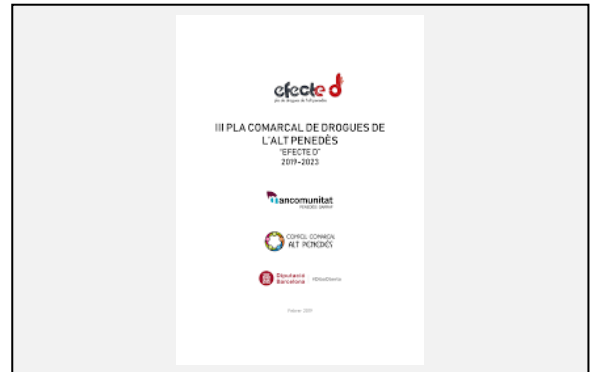 efecte d
pla de drogues de l'alt penedès
III PLA COMARCAL DE DROGUES DE
L'ALT PENEDÈS
"EFECTE D"
2019-2023
mancomunitat
PENEDÈS GARRAF
CONSELL COMARCAL
ALT PENEDÈS
Diputació
Barcelona
Febrer 2019